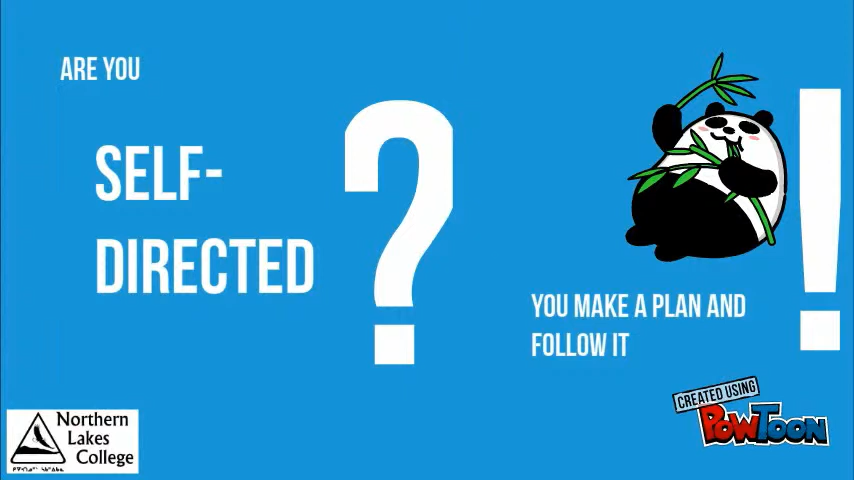 ARE YOU
SELF-
DIRECTED
?
!
YOU MAKE A PLAN AND
FOLLOW IT
CREATED USING
POWTOON
Northern
Lakes
College